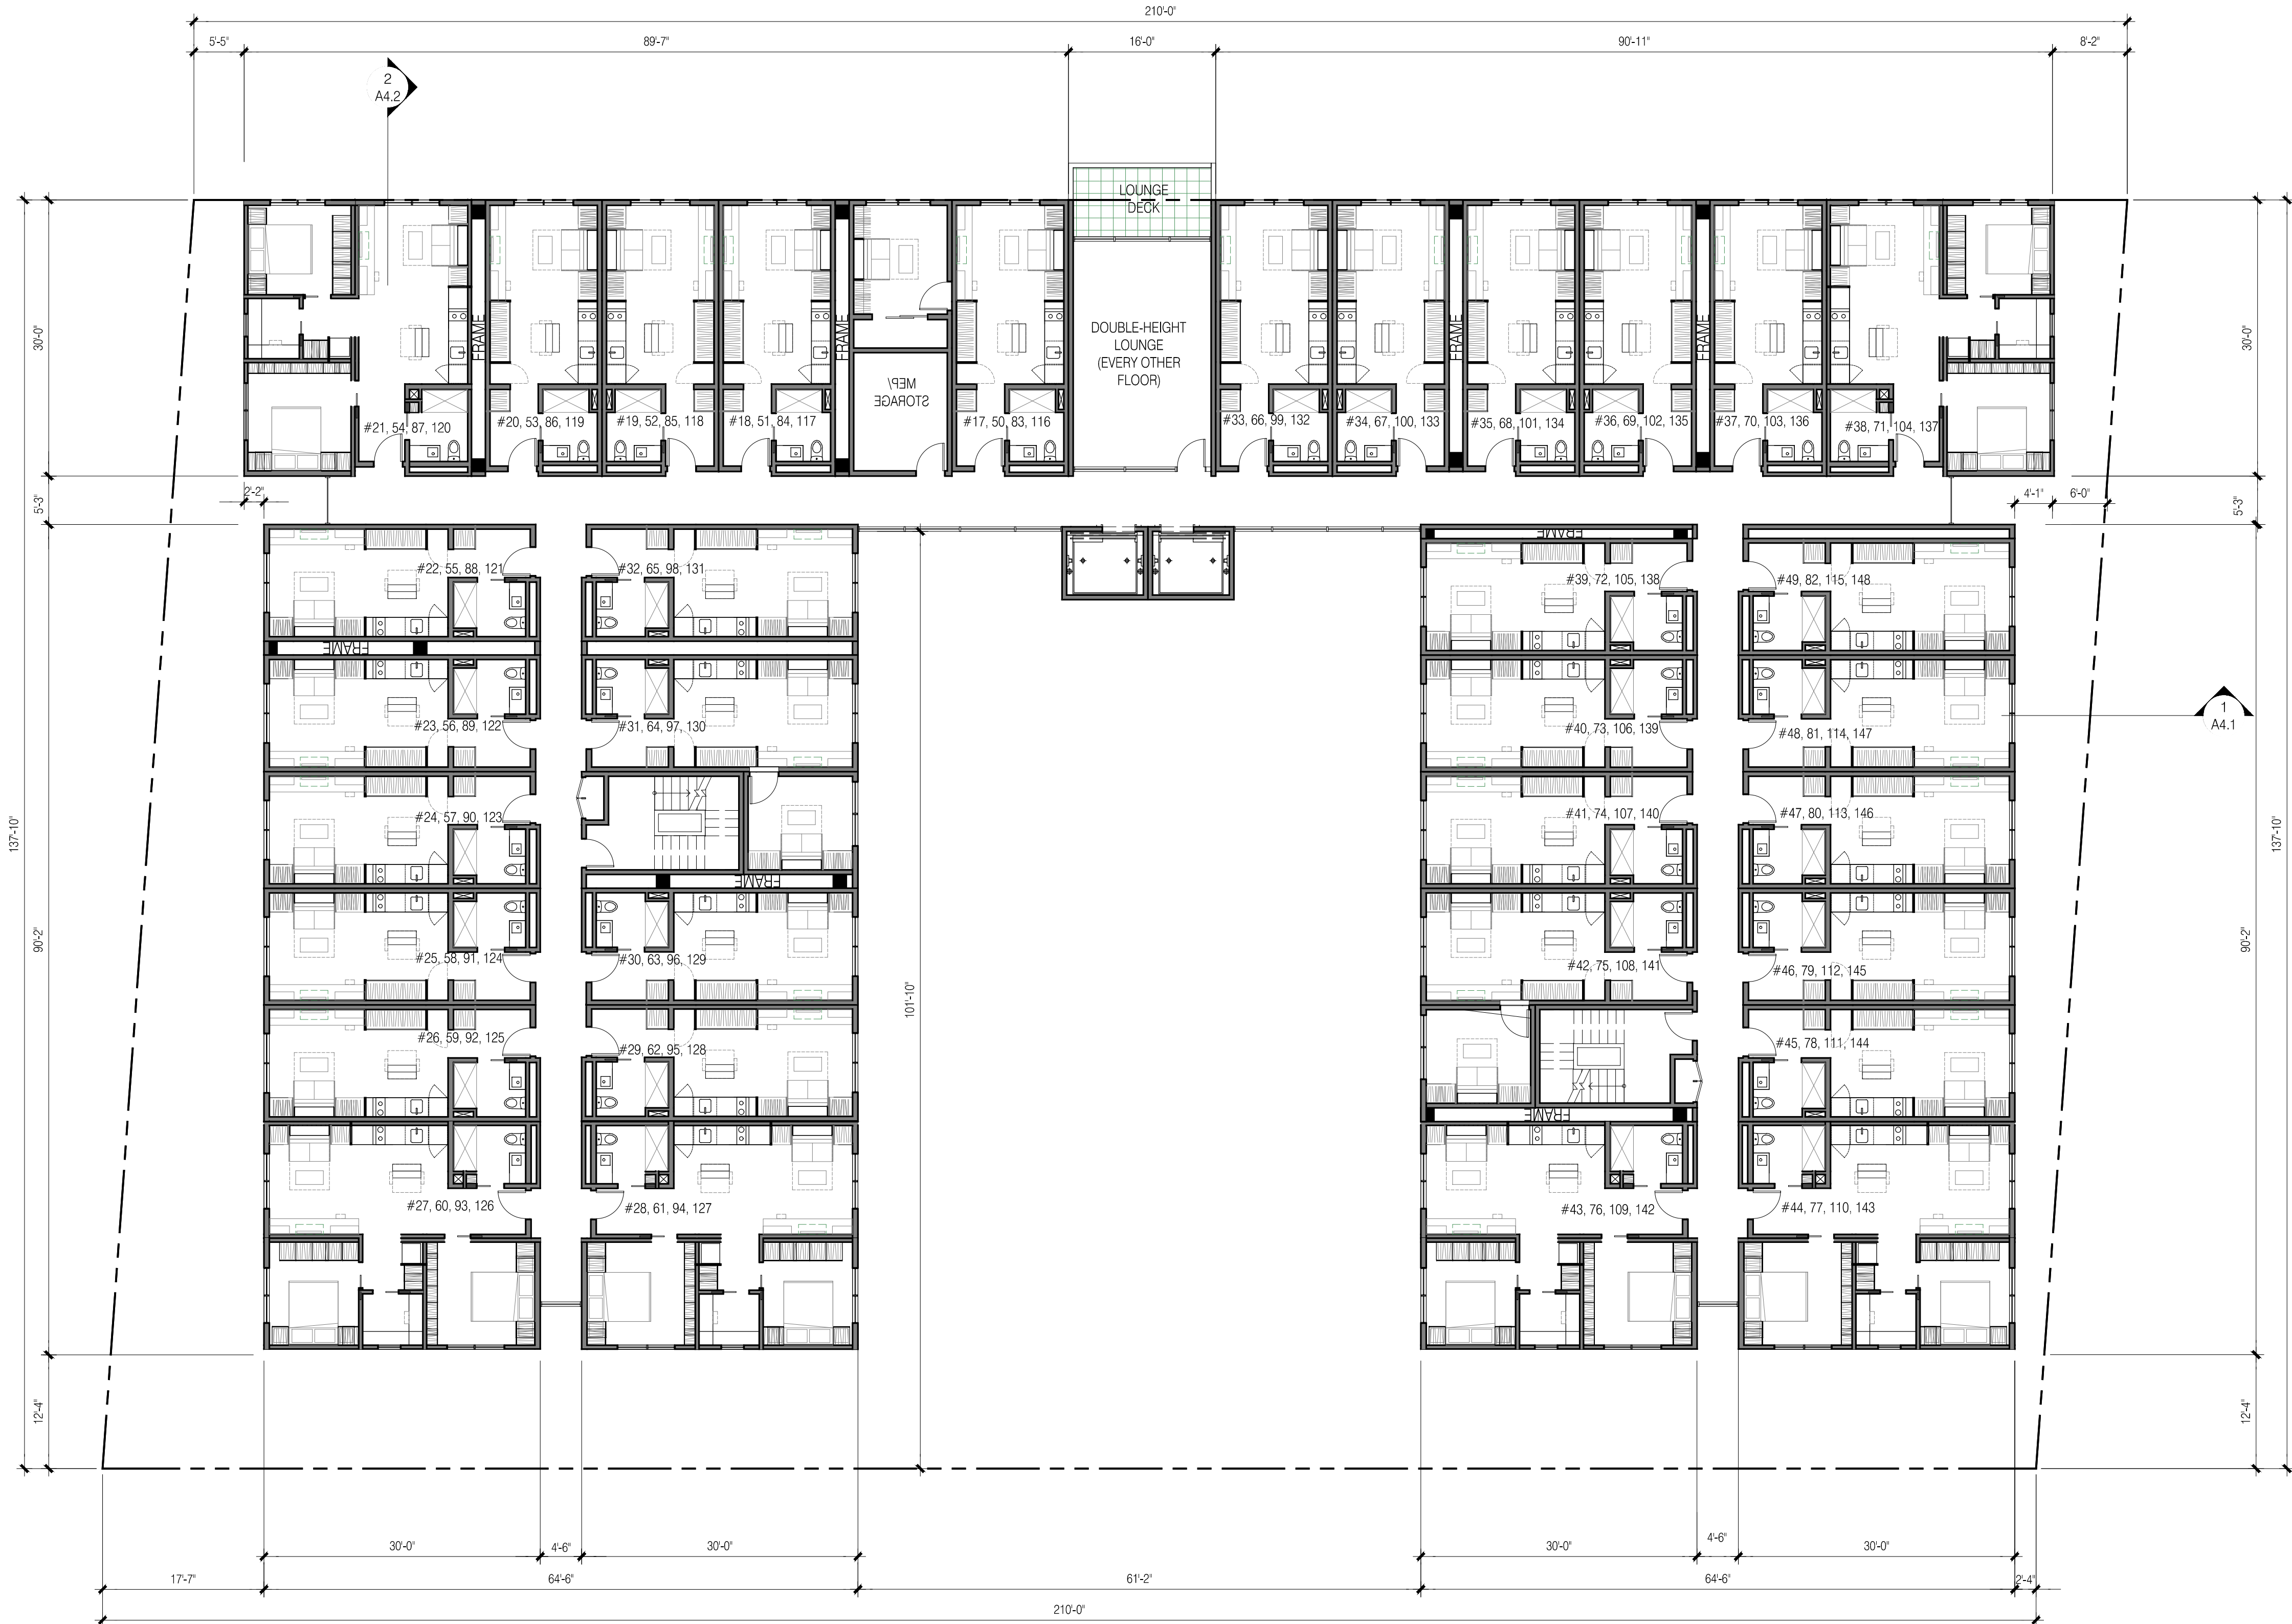 210'-0"
5'-5"
89'-7"
16'-0"
90'-11"
8'-2"
2
A4.2
LOUNGE
DECK
DOUBLE-HEIGHT
LOUNGE
(EVERY OTHER
FLOOR)
FRAME
FRAME
FRAME
FRAME
MEP/
STORAGE
30'-0"
30'-0"
#21, 54, 87, 120
#20, 53, 86, 119
#19, 52, 85, 118
#18, 51, 84, 117
#17, 50, 83, 116
#33, 66, 99, 132
#34, 67, 100, 133
#35, 68, 101, 134
#36, 69, 102, 135
#37, 70, 103, 136
#38, 71, 104, 137
2'-2"
5'-3"
4'-1"
6'-0"
5'-3"
FRAME
#22, 55, 88, 121
#32, 65, 98, 131
#39, 72, 105, 138
#49, 82, 115, 148
FRAME
#23, 56, 89, 122
#31, 64, 97, 130
#40, 73, 106, 139
#48, 81, 114, 147
1
A4.1
#24, 57, 90, 123
#41, 74, 107, 140
#47, 80, 113, 146
137'-10"
137'-10"
FRAME
90'-2"
90'-2"
#25, 58, 91, 124
#30, 63, 96, 129
#42, 75, 108, 141
#46, 79, 112, 145
101'-10"
#26, 59, 92, 125
#29, 62, 95, 128
#45, 78, 111, 144
FRAME
#27, 60, 93, 126
#28, 61, 94, 127
#43, 76, 109, 142
#44, 77, 110, 143
12'-4"
12'-4"
30'-0"
4'-6"
30'-0"
30'-0"
4'-6"
30'-0"
17'-7"
64'-6"
61'-2"
64'-6"
2'-4"
210'-0"